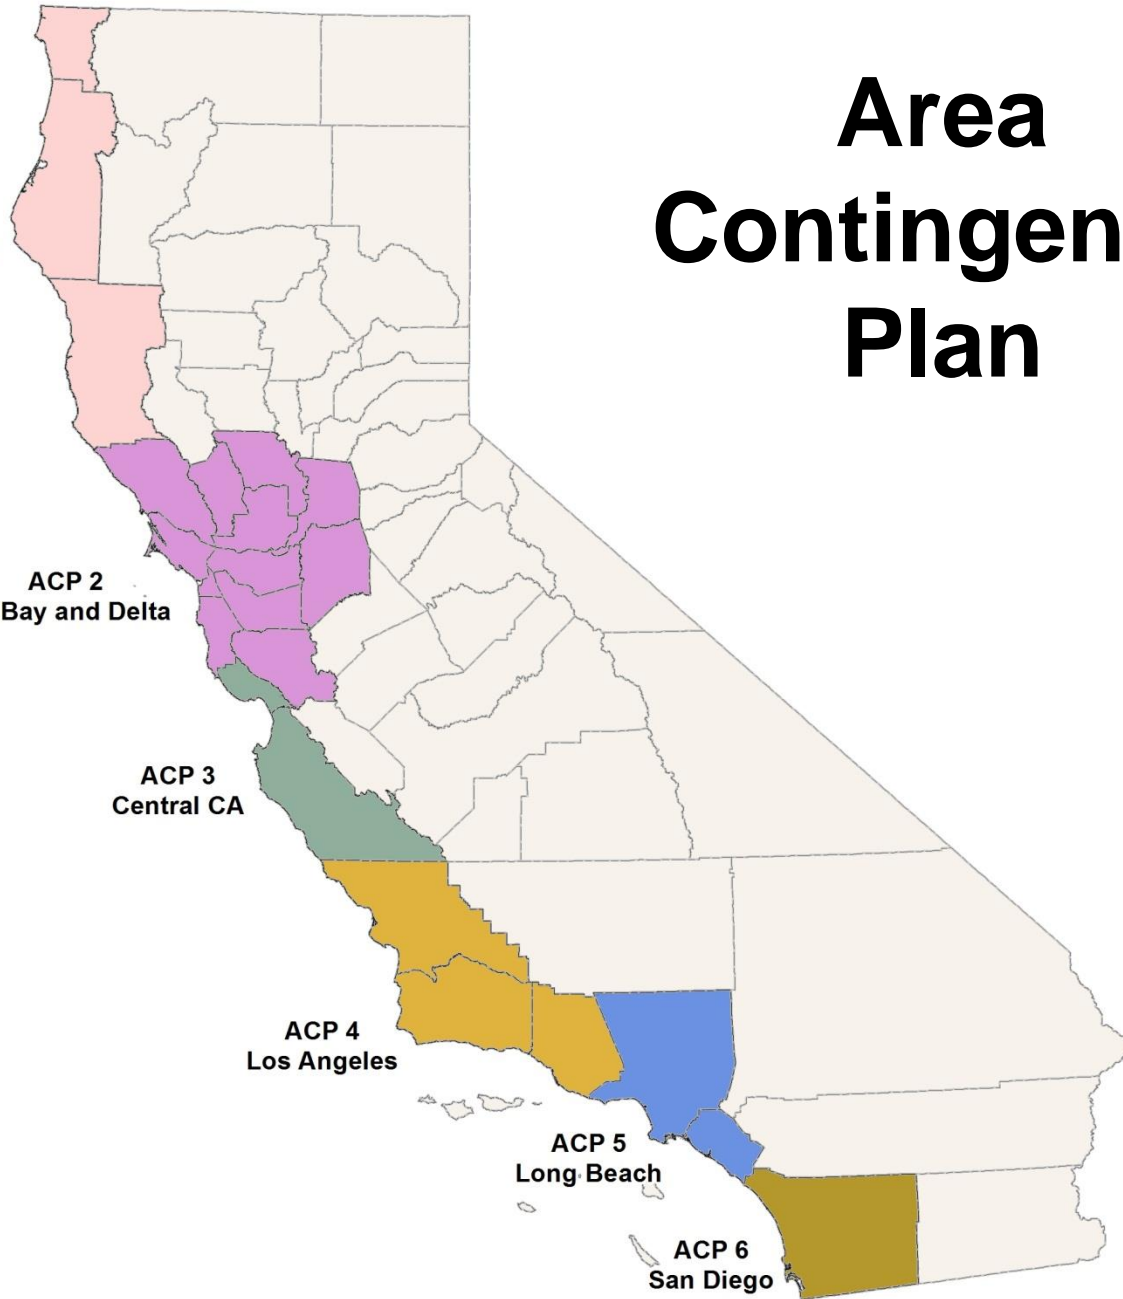 Area
Contingen
Plan
ACP 2
Bay and Delta
ACP 3
Central CA
ACP 4
Los Angeles
ACP 5
Long Beach
ACP 6
San Diego